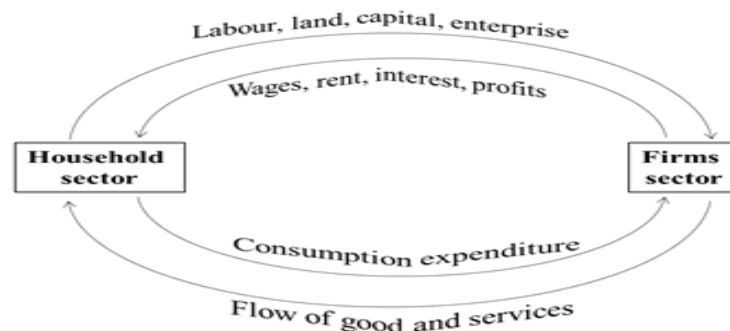 Labour, land, capital, enterprise
Wages, rent, interest, profits
Household
sector
Firms
sector
Consumption expenditure
Flow of good and services